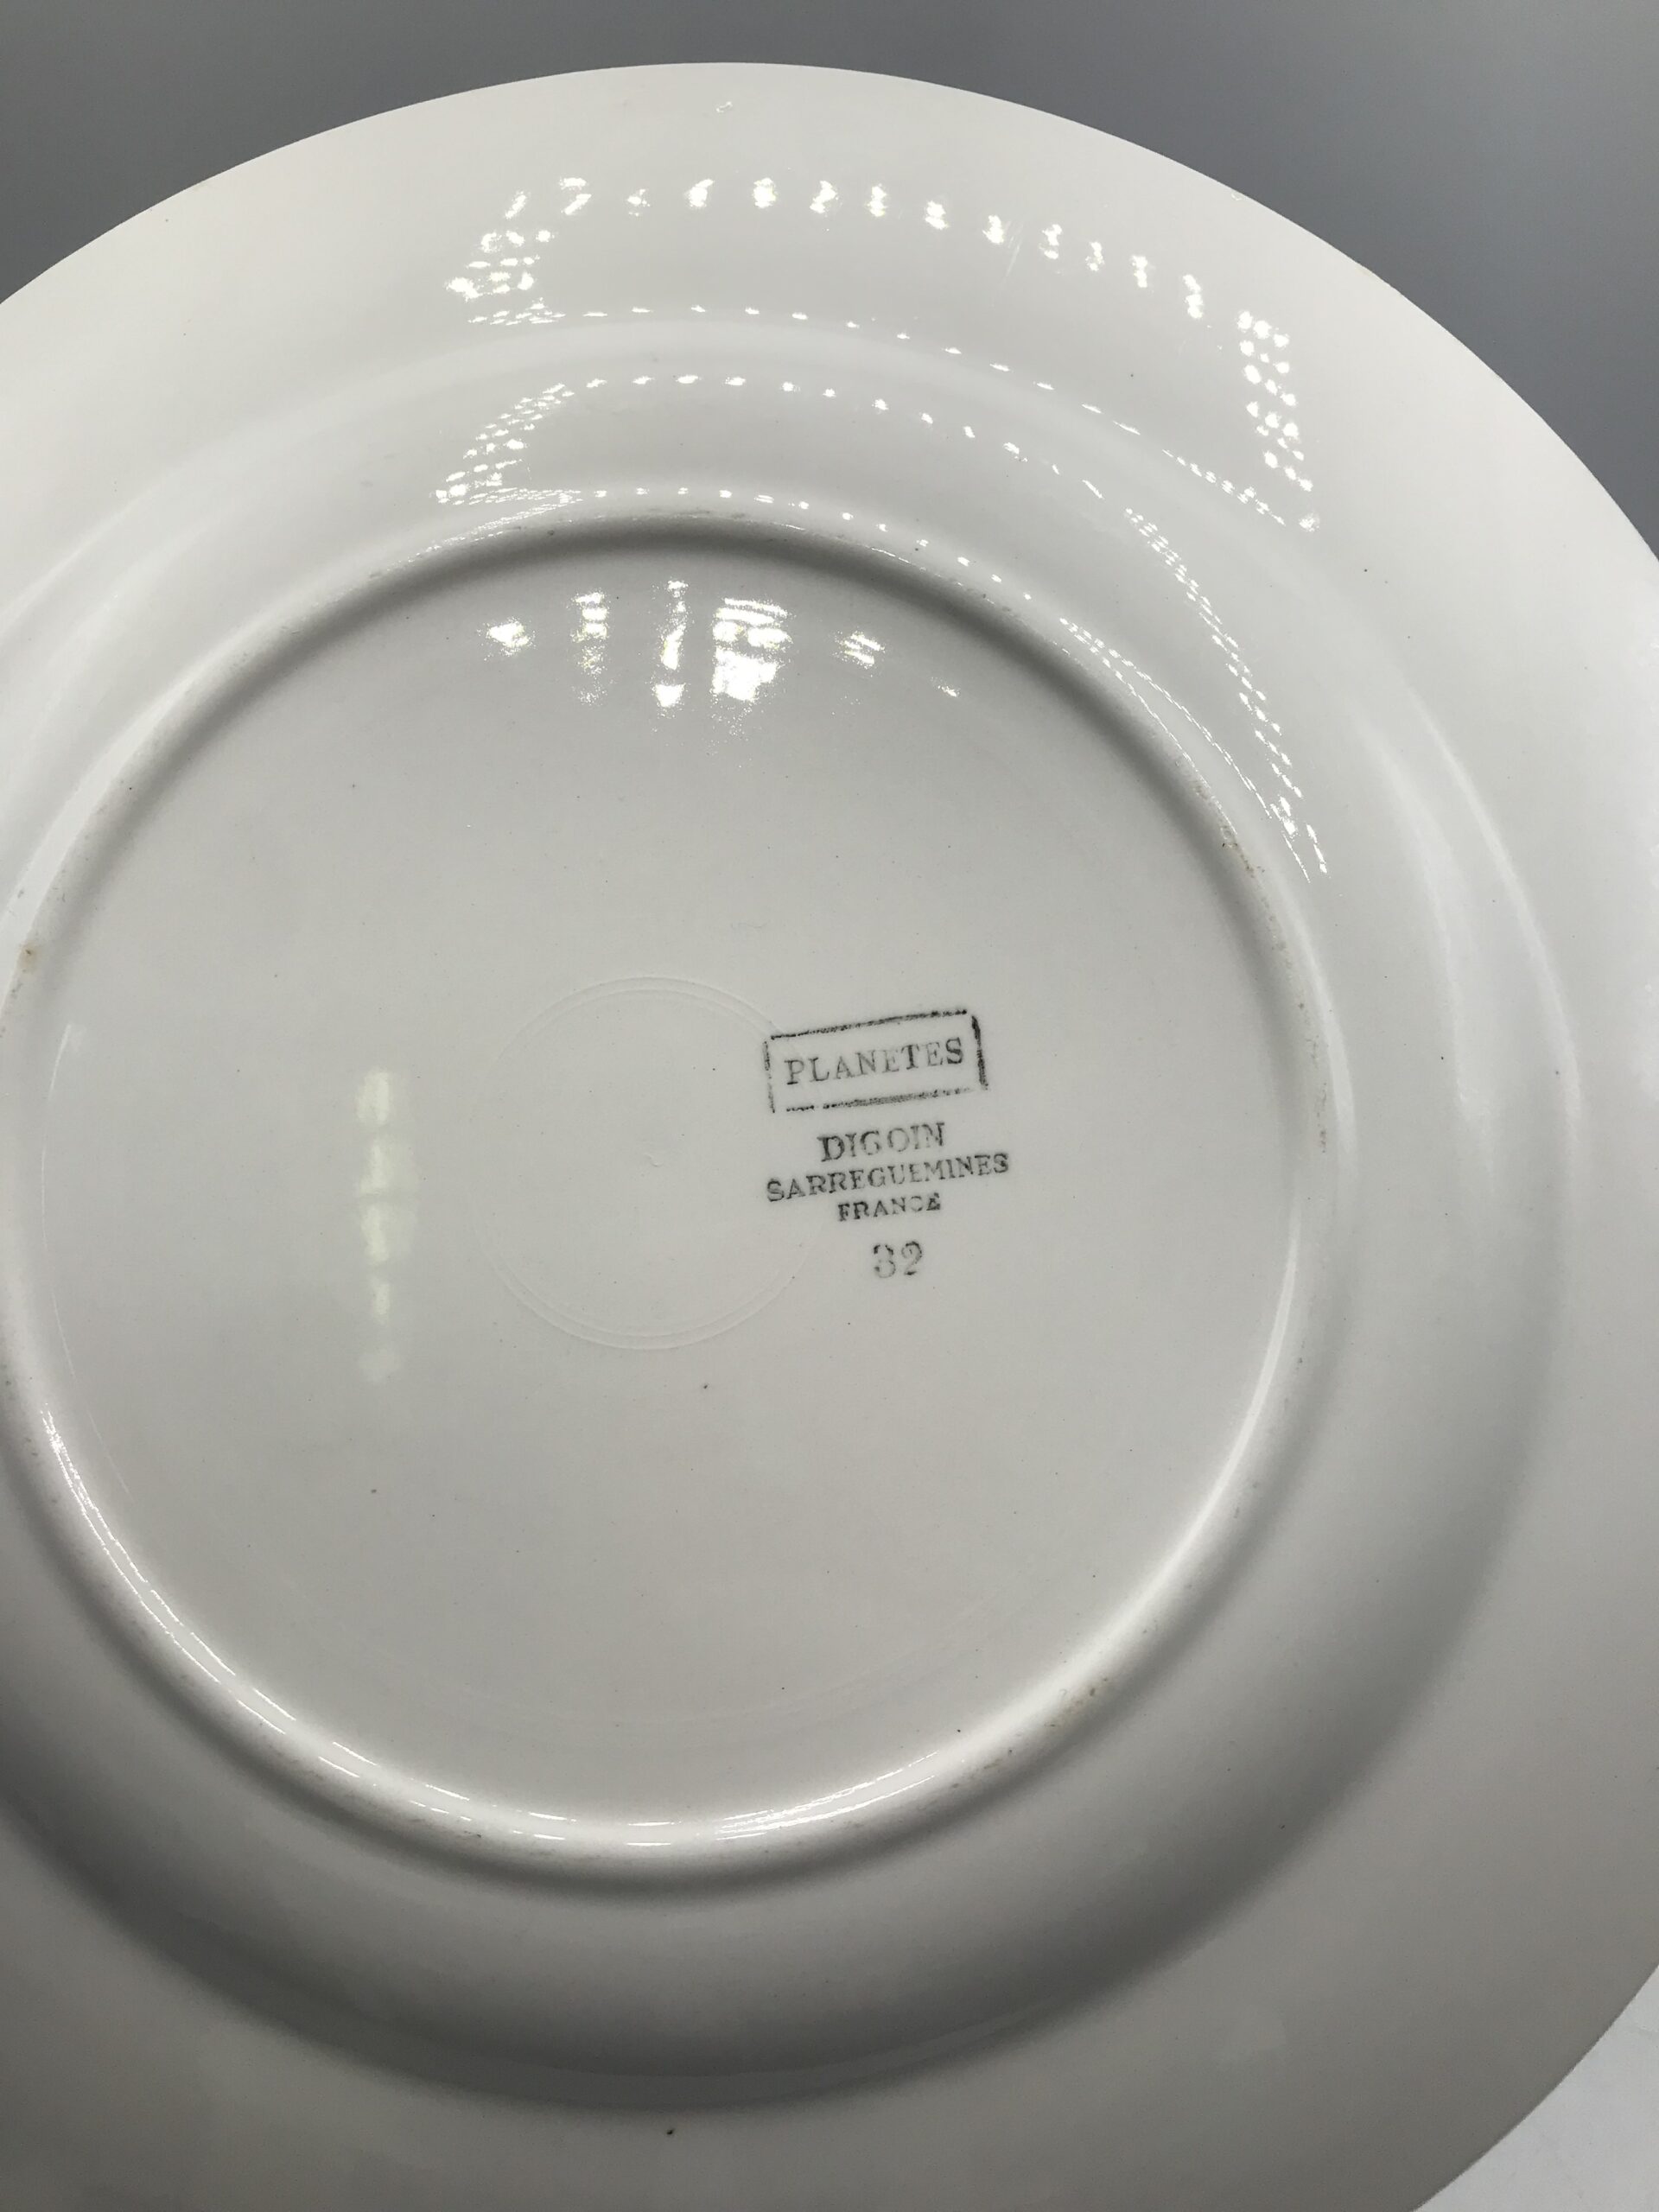 PLANETES
DIGOIN
SARREGUEMINES
FRANCE
32